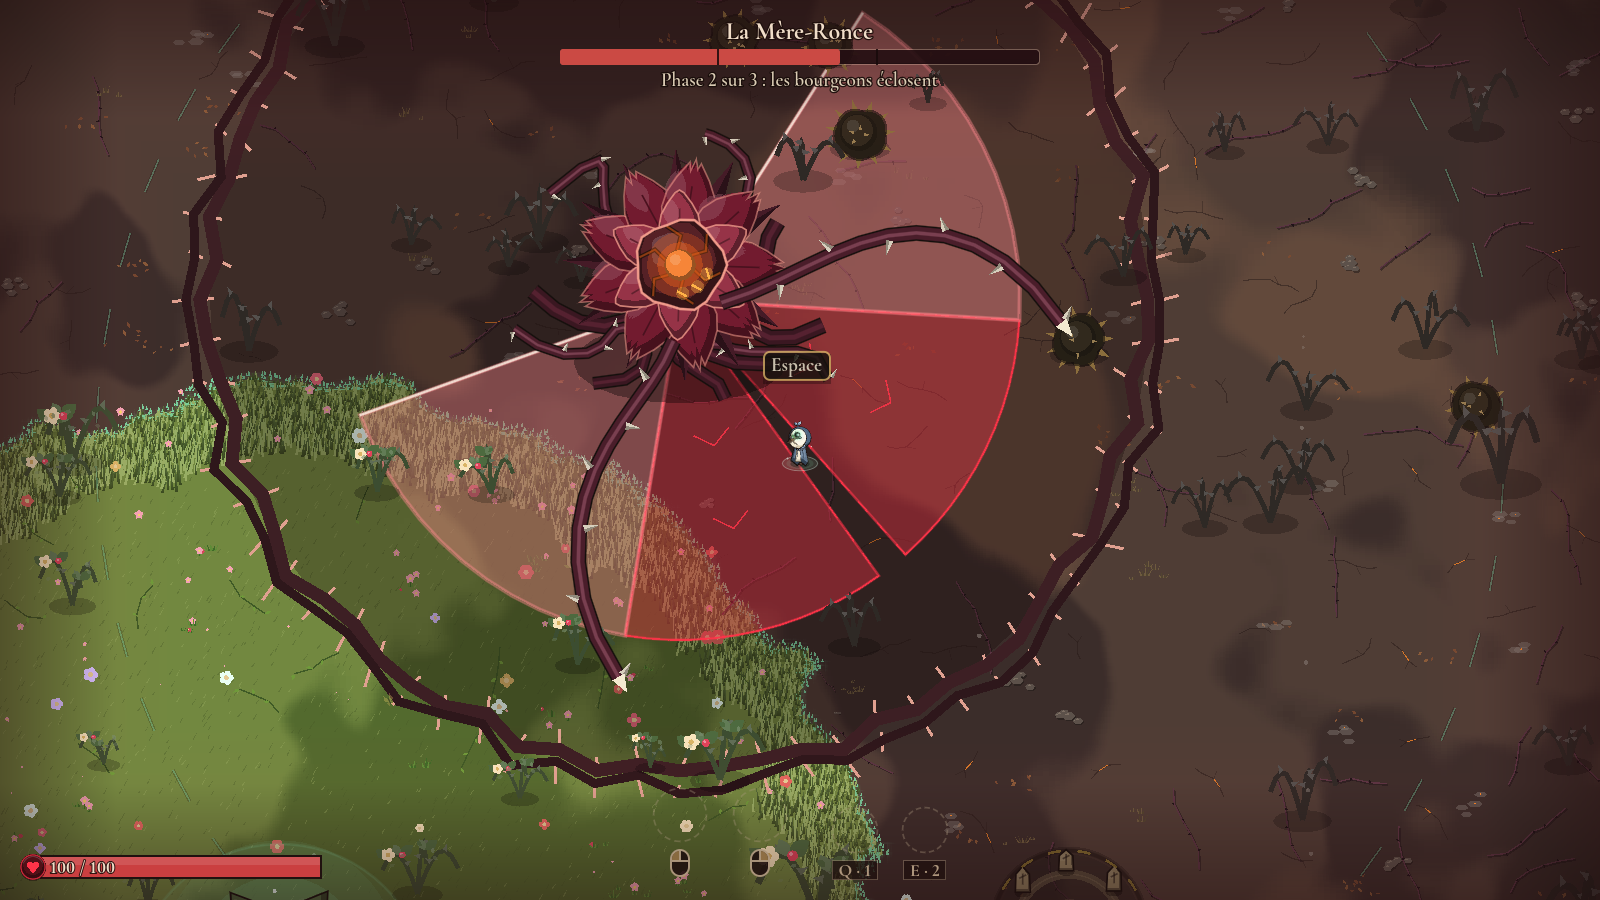 La Mère-Ronce
Phase 2 sur 3 : les bourgeons éclosent
Espace
100 / 100
Q · 1
E · 2